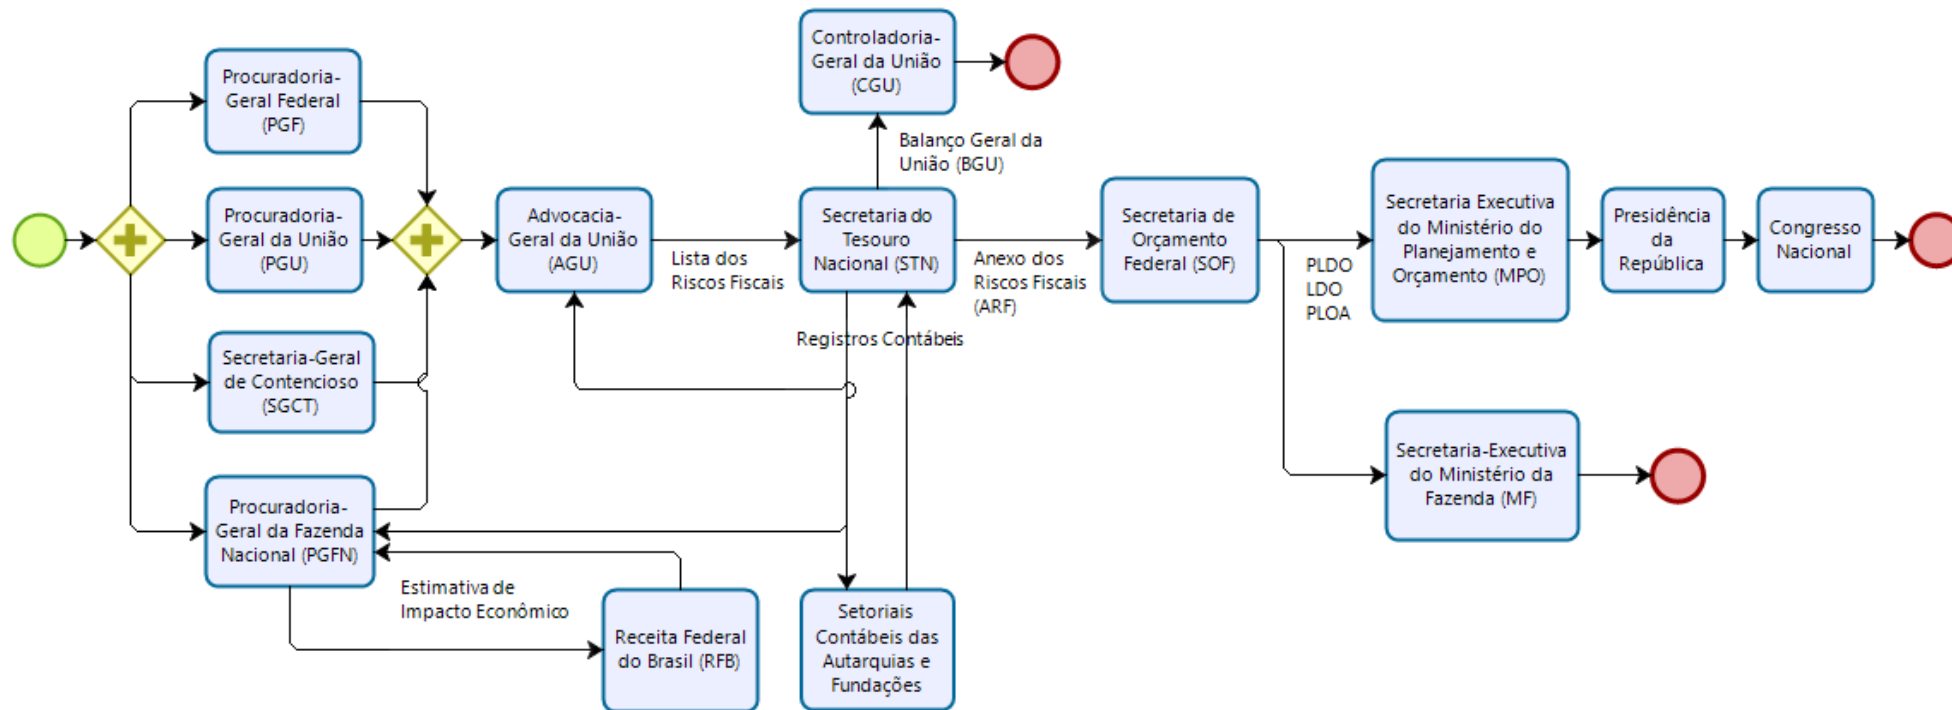 Procuradoria-
Geral Federal
(PGF)
Procuradoria-
Geral da União
(PGU)
Secretaria-Geral
de Contencioso
(SGCT)
Procuradoria-
Geral da Fazenda
Nacional (PGFN)
Estimativa de
Impacto Econômico
Receita Federal
do Brasil (RFB)
Advocacia-
Geral da União
(AGU)
Lista dos
Riscos Fiscais
Controladoria-
Geral da União
(CGU)
Balanço Geral da
União (BGU)
Secretaria do
Tesouro
Nacional (STN)
Registros Contábeis
Setoriais
Contábeis das
Autarquias e
Fundações
Anexo dos
Riscos Fiscais
(ARF)
Secretaria de
Orçamento
Federal (SOF)
PLDO
LDO
PLOA
Secretaria Executiva
do Ministério do
Planejamento e
Orçamento (MPO)
Presidência
da
República
Congresso
Nacional
Secretaria-Executiva
do Ministério da
Fazenda (MF)